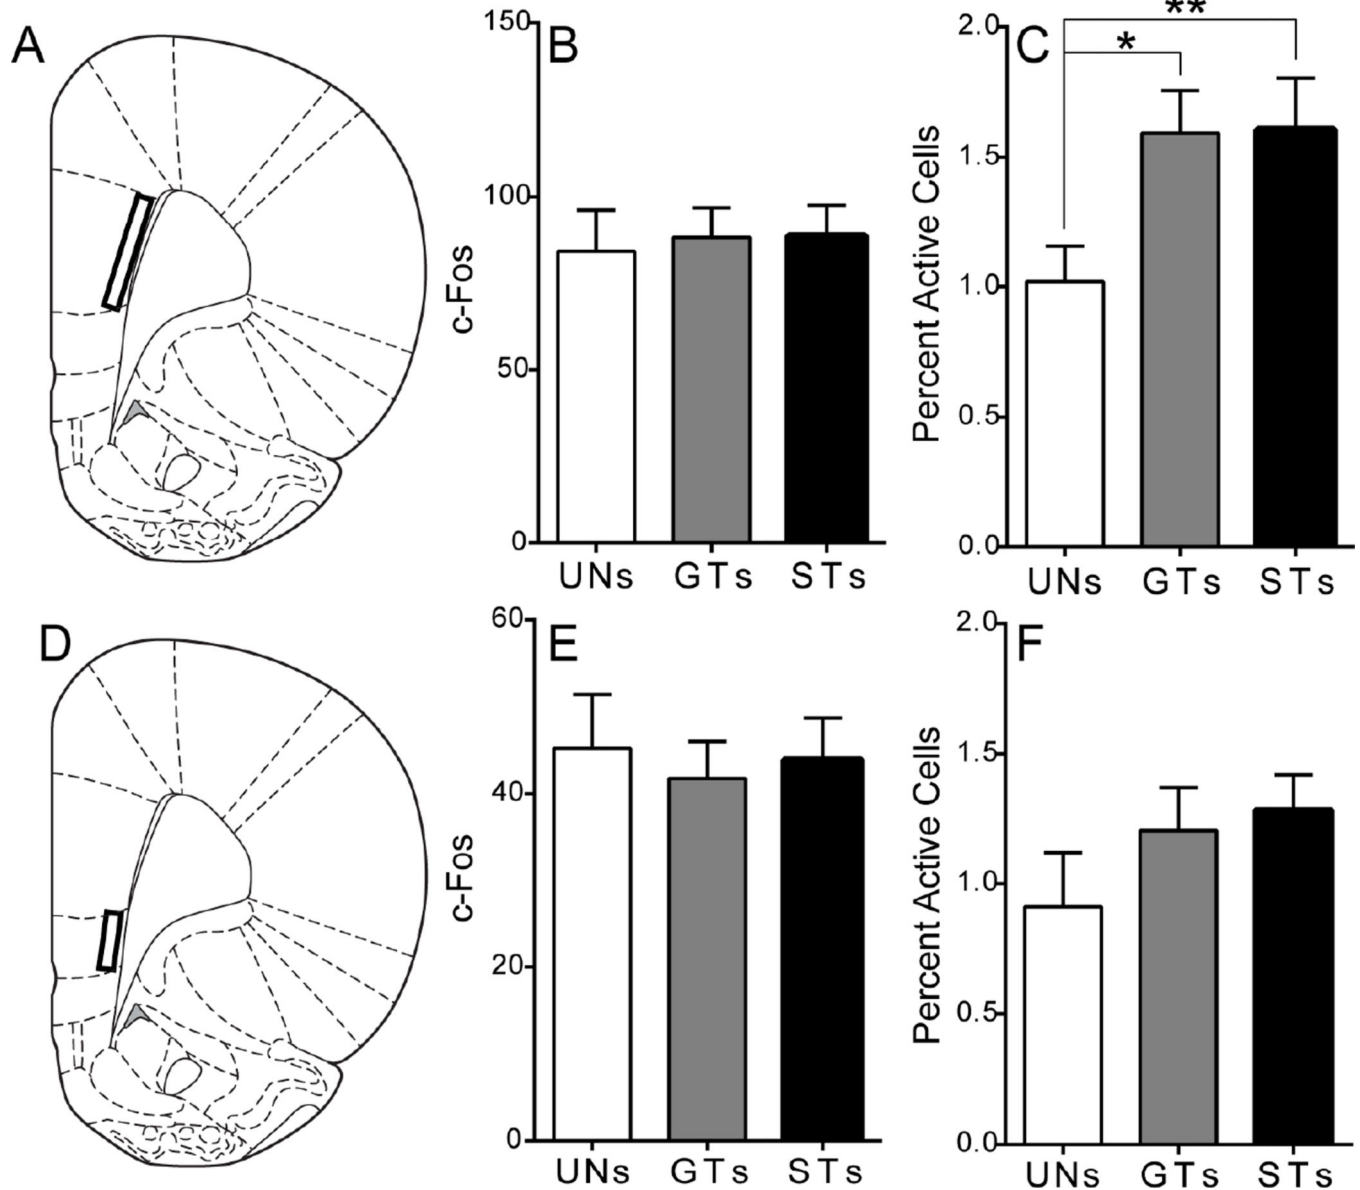 A
B
c-Fos
150
100
50
0
UNs GTs STs
C
Percent Active Cells
2.0
1.5
1.0
0.5
0.0
* **
UNs GTs STs
D
E
c-Fos
60
40
20
0
UNs GTs STs
F
Percent Active Cells
2.0
1.5
1.0
0.5
0.0
UNs GTs STs